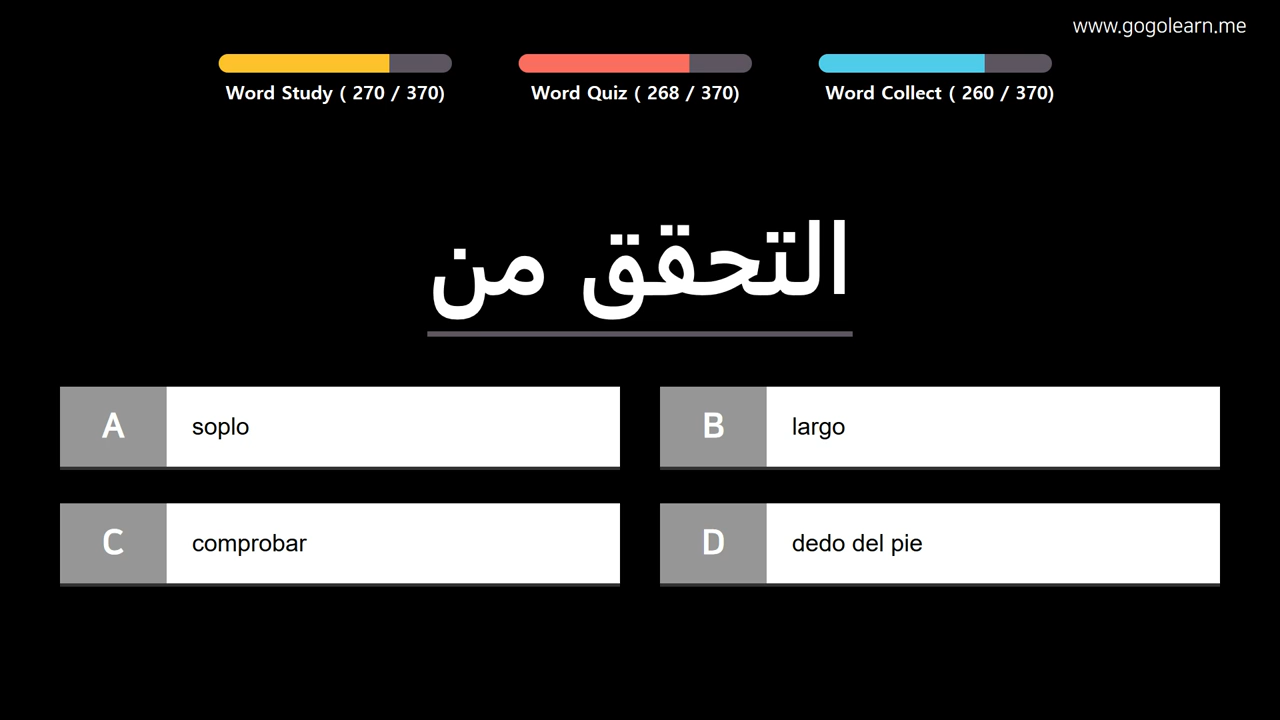 www.gogolearn.me
Word Study ( 270 / 370)
Word Quiz ( 268 / 370)
Word Collect ( 260 / 370)
التحقق من
A
soplo
B
largo
C
comprobar
D
dedo del pie